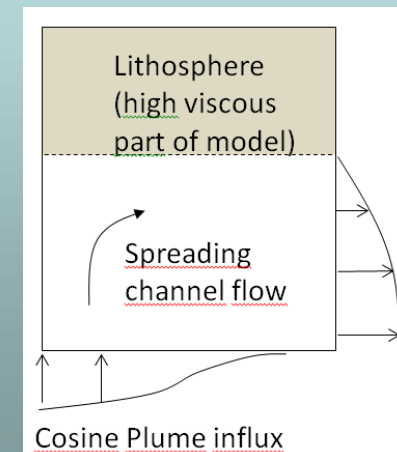 Lithosphere
(high viscous
part of model)
Spreading
channel flow
Cosine Plume influx